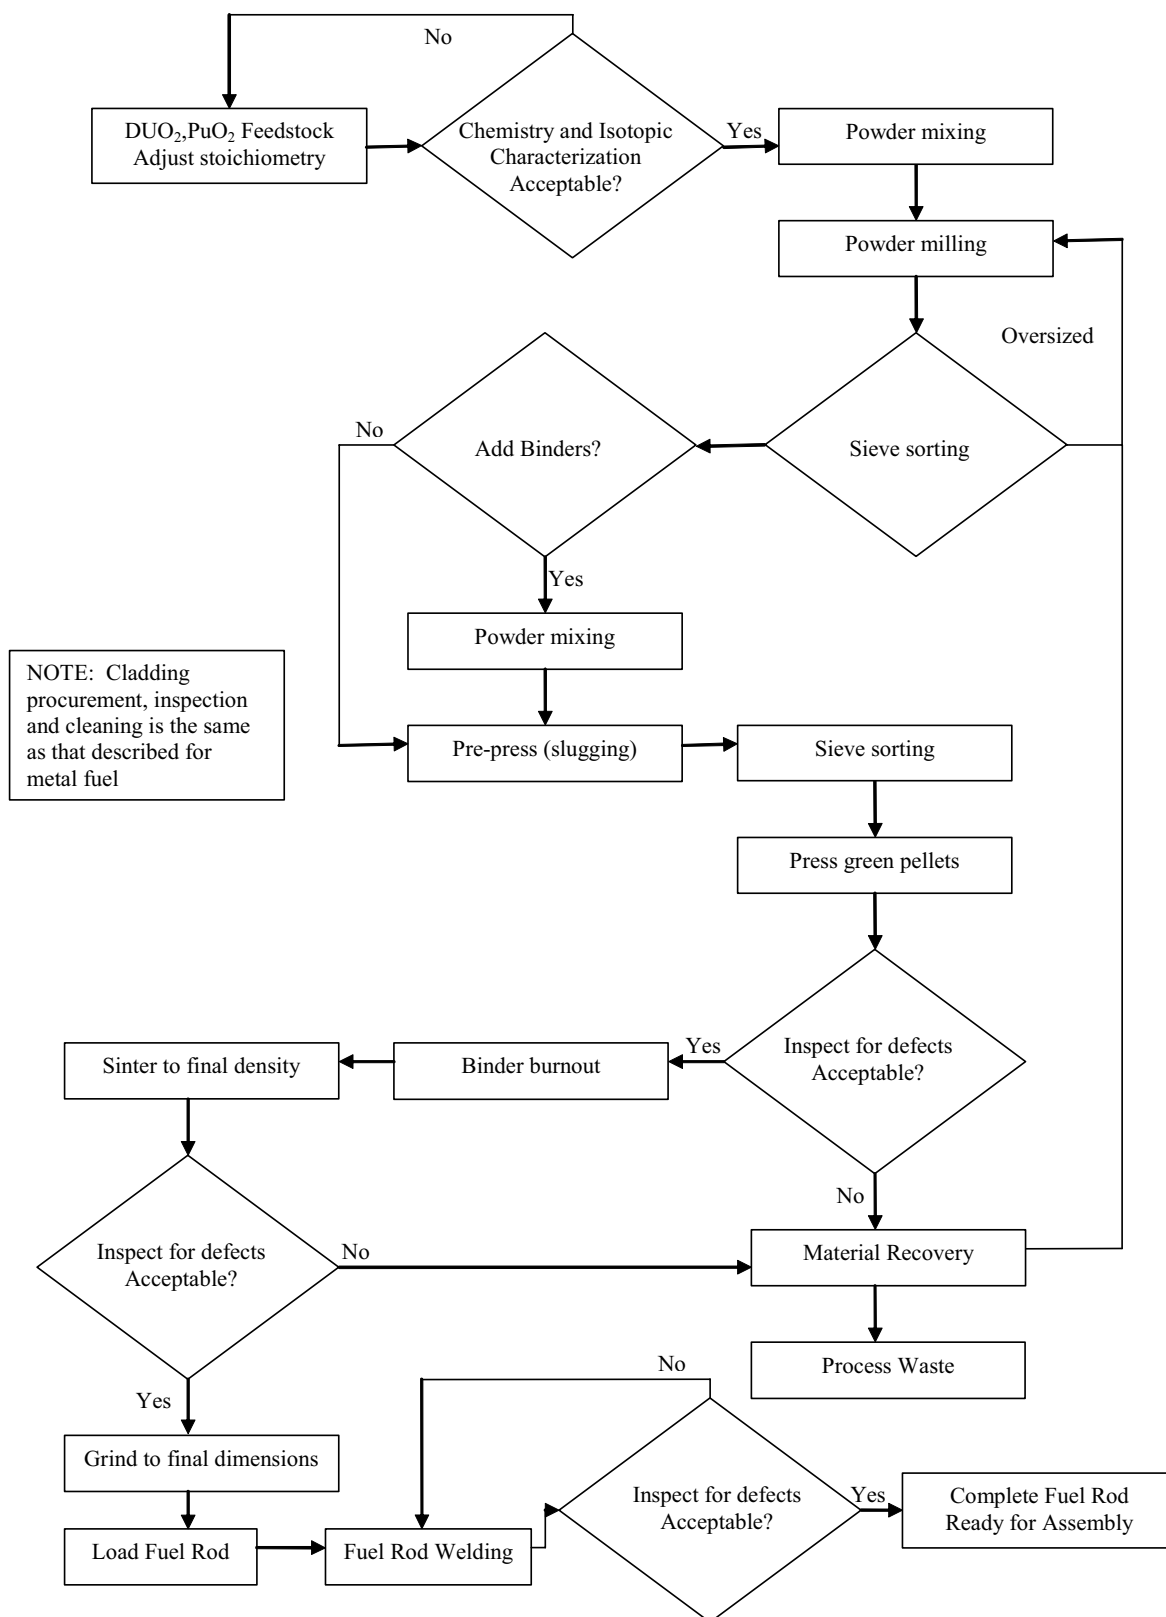 No
DUO₂,PuO₂ Feedstock
Adjust stoichiometry
Chemistry and Isotopic
Characterization
Acceptable?
Yes
Powder mixing
Powder milling
Oversized
No
Add Binders?
Sieve sorting
Yes
Powder mixing
NOTE:  Cladding
procurement, inspection
and cleaning is the same
as that described for
metal fuel
Pre-press (slugging)
Sieve sorting
Press green pellets
Sinter to final density
Binder burnout
Yes
Inspect for defects
Acceptable?
No
Inspect for defects
Acceptable?
No
Material Recovery
Process Waste
Yes
No
Grind to final dimensions
Load Fuel Rod
Fuel Rod Welding
Inspect for defects
Acceptable?
Yes
Complete Fuel Rod
Ready for Assembly